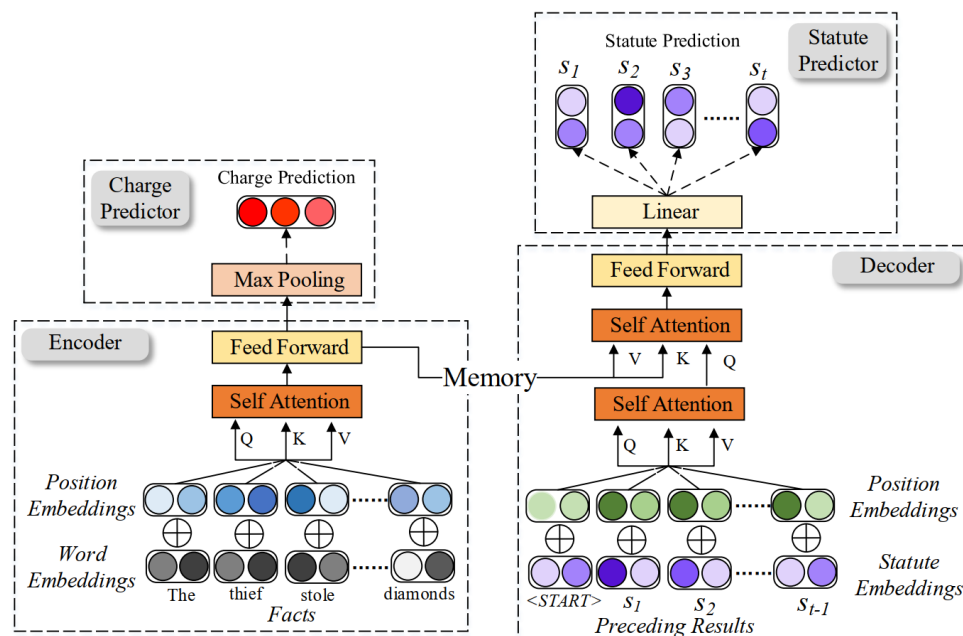 Statute Prediction
Statute
Predictor
s1 s2 s3 ...... st
Linear
Charge
Predictor
Charge Prediction
Max Pooling
Encoder
Feed Forward
Self Attention
Q K V
Position
Embeddings
......
Word
Embeddings
......
The thief stole diamonds
Facts
Memory
Decoder
Feed Forward
Self Attention
V K Q
Self Attention
Q K V
Position
Embeddings
......
Statute
Embeddings
......
<START> s1 s2 st-1
Preceding Results